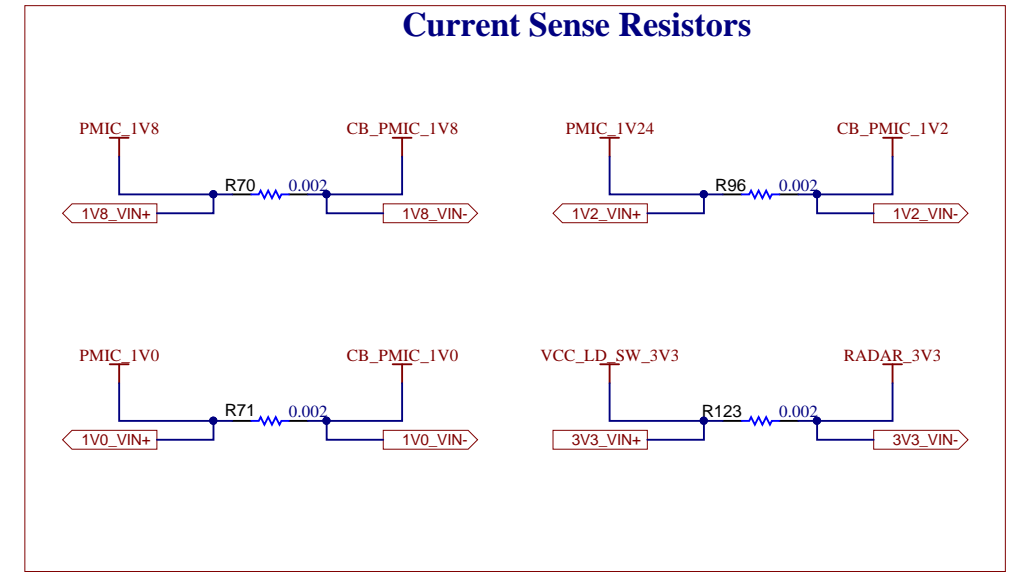 Current Sense Resistors
PMIC_1V8
CB_PMIC_1V8
PMIC_1V24
CB_PMIC_1V2
R70
0.002
R96
0.002
1V8_VIN+
1V8_VIN-
1V2_VIN+
1V2_VIN-
PMIC_1V0
CB_PMIC_1V0
VCC_LD_SW_3V3
RADAR_3V3
R71
0.002
R123
0.002
1V0_VIN+
1V0_VIN-
3V3_VIN+
3V3_VIN-